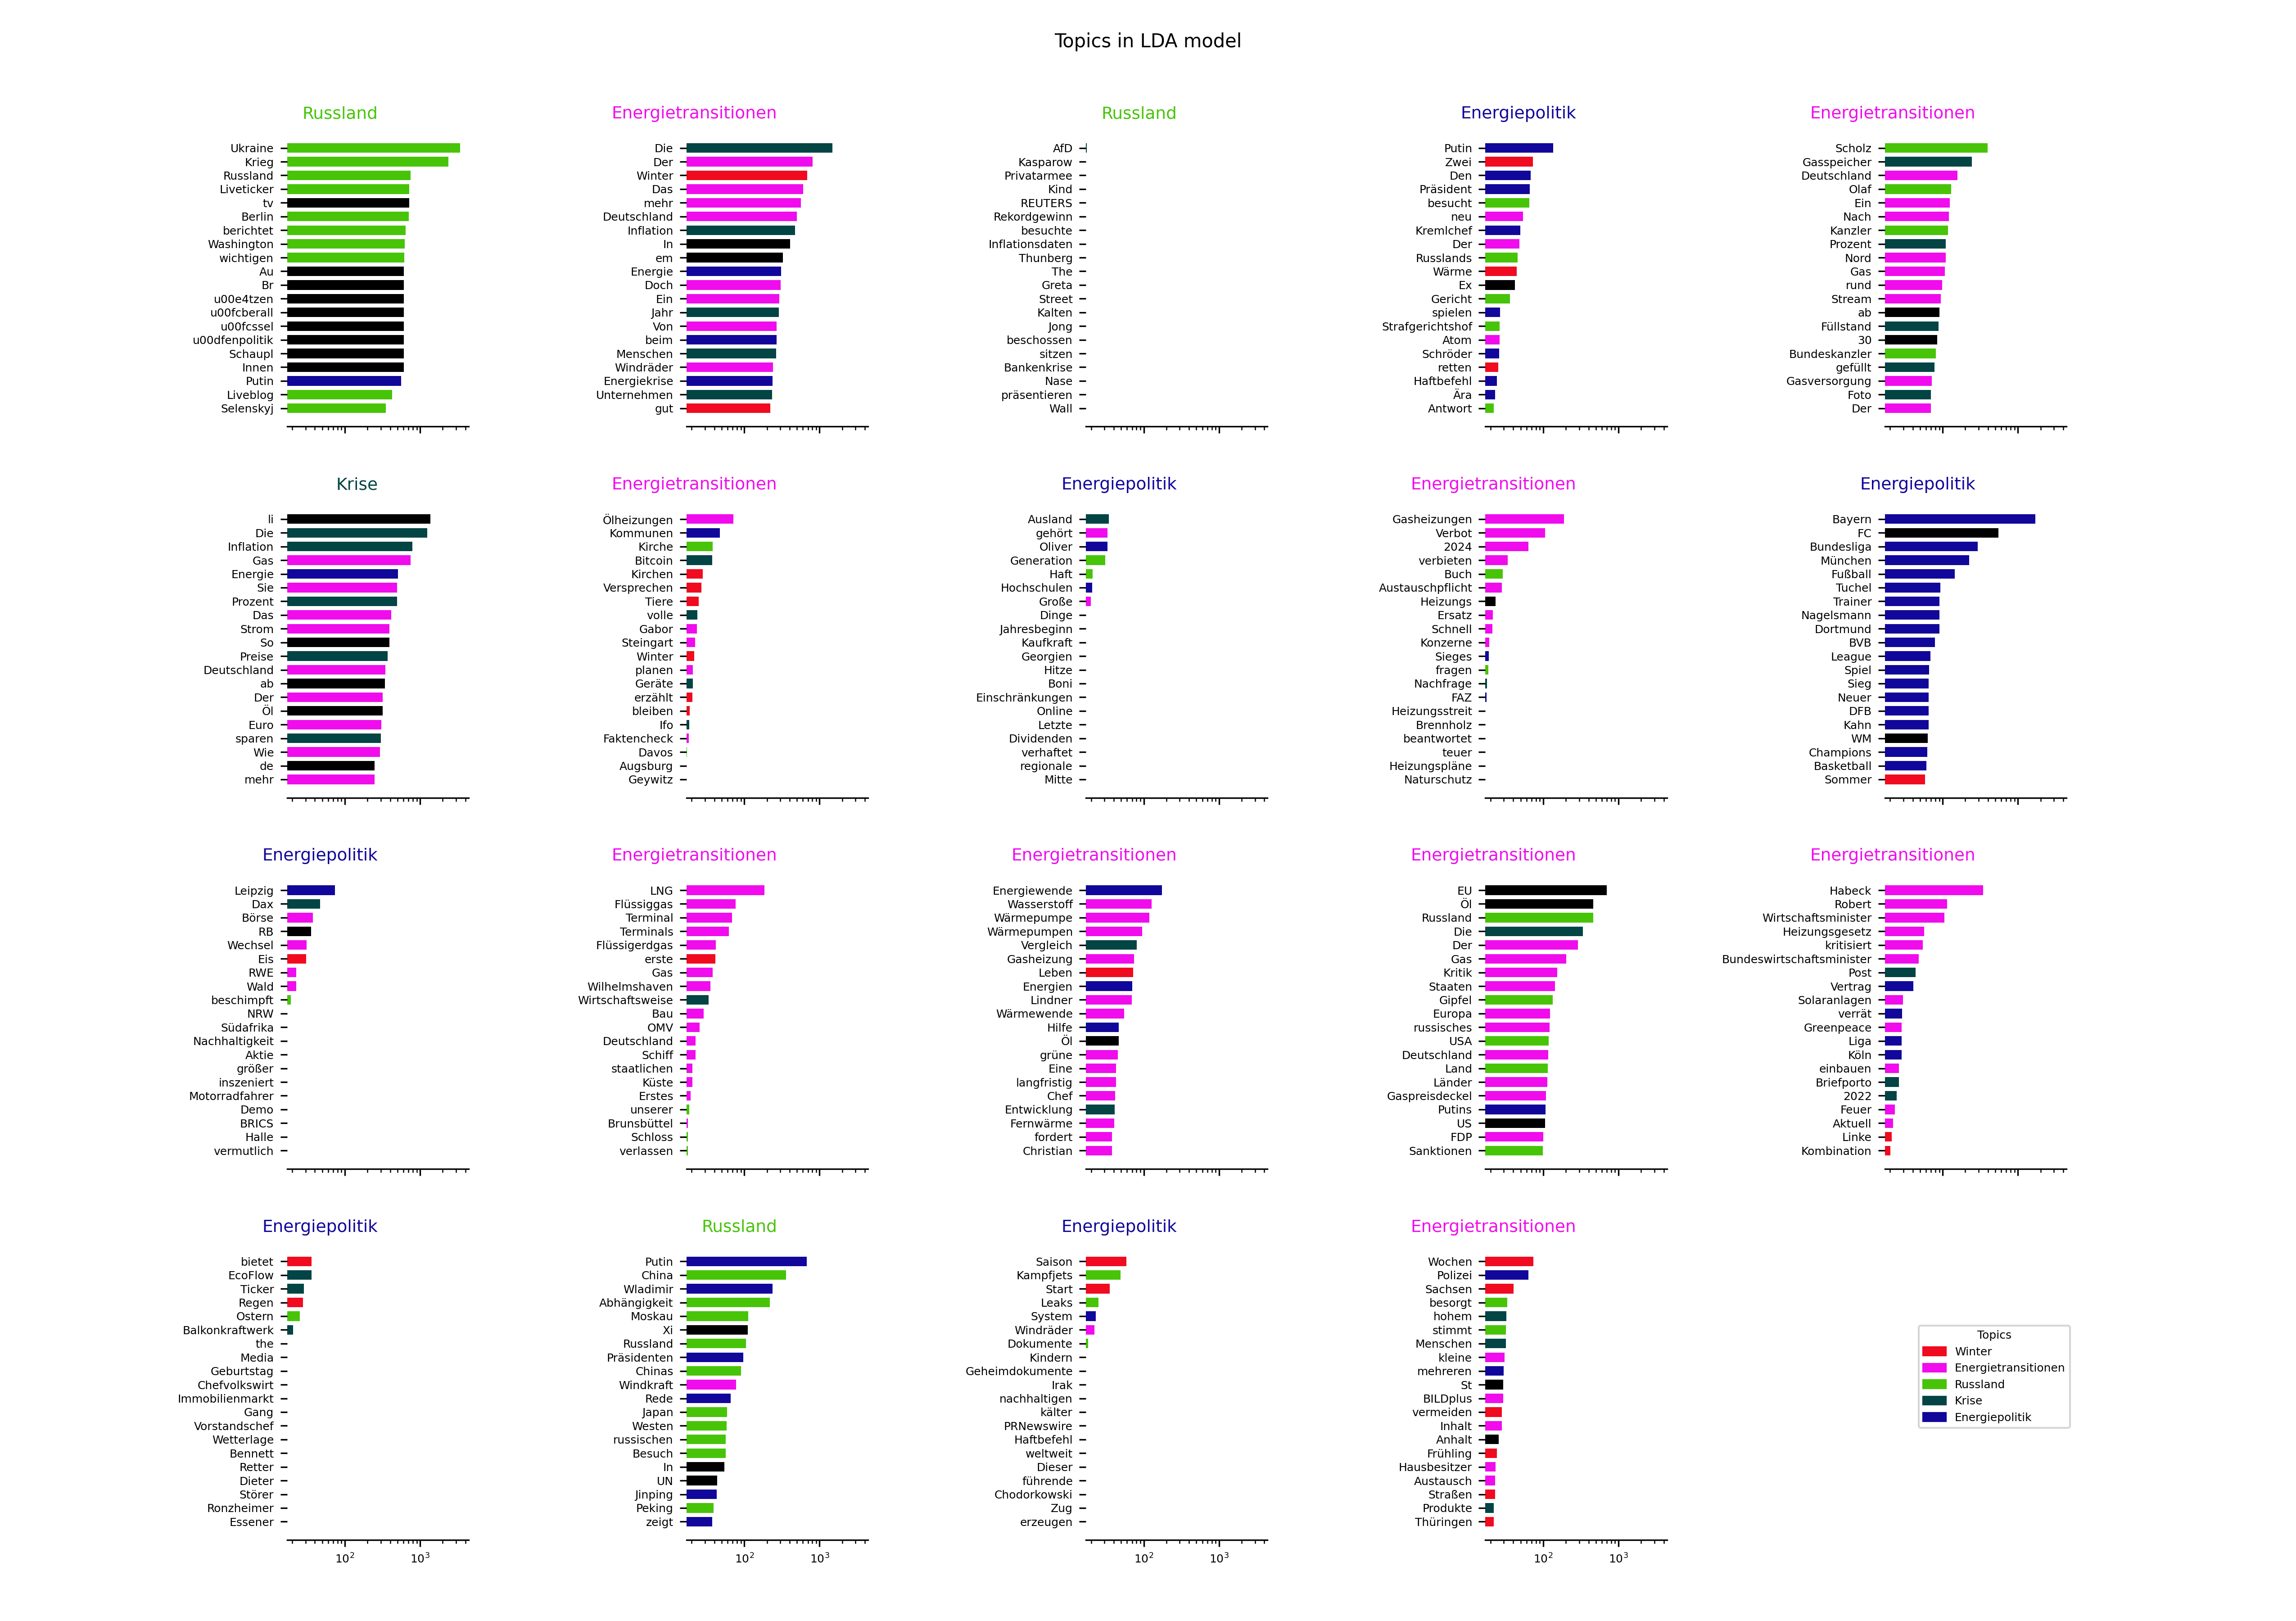 Topics in LDA model
Russland
Ukraine
Krieg
Russland
Liveticker
tv
Berlin
berichtet
Washington
wichtigen
Au
Br
u00e4tzen
u00fcberall
u00fcssel
u00dfenpolitik
Schaupl
Innen
Putin
Liveblog
Selenskyj
Energietransitionen
Die
Der
Winter
Das
mehr
Deutschland
Inflation
In
em
Energie
Doch
Ein
Jahr
Von
beim
Menschen
Windräder
Energiekrise
Unternehmen
gut
Russland
AfD
Kasparow
Privatarmee
Kind
REUTERS
Rekordgewinn
besuchte
Inflationsdaten
Thunberg
The
Greta
Street
Kalten
Jong
beschossen
sitzen
Bankenkrise
Nase
präsentieren
Wall
Energiepolitik
Putin
Zwei
Den
Präsident
besucht
neu
Kremlchef
Der
Russlands
Wärme
Ex
Gericht
spielen
Strafgerichtshof
Atom
Schröder
retten
Haftbefehl
Ära
Antwort
Energietransitionen
Scholz
Gasspeicher
Deutschland
Olaf
Ein
Nach
Kanzler
Prozent
Nord
Gas
rund
Stream
ab
Füllstand
30
Bundeskanzler
gefüllt
Gasversorgung
Foto
Der
Krise
li
Die
Inflation
Gas
Energie
Sie
Prozent
Das
Strom
So
Preise
Deutschland
ab
Der
Öl
Euro
sparen
Wie
de
mehr
Energietransitionen
Ölheizungen
Kommunen
Kirche
Bitcoin
Kirchen
Versprechen
Tiere
volle
Gabor
Steingart
Winter
planen
Geräte
erzählt
bleiben
Ifo
Faktencheck
Davos
Augsburg
Geywitz
Energiepolitik
Ausland
gehört
Oliver
Generation
Haft
Hochschulen
Große
Dinge
Jahresbeginn
Kaufkraft
Georgien
Hitze
Boni
Einschränkungen
Online
Letzte
Dividenden
verhaftet
regionale
Mitte
Energietransitionen
Gasheizungen
Verbot
2024
verbieten
Buch
Austauschpflicht
Heizungs
Ersatz
Schnell
Konzerne
Sieges
fragen
Nachfrage
FAZ
Heizungsstreit
Brennholz
beantwortet
teuer
Heizungspläne
Naturschutz
Energiepolitik
Bayern
FC
Bundesliga
München
Fußball
Tuchel
Trainer
Nagelsmann
Dortmund
BVB
League
Spiel
Sieg
Neuer
DFB
Kahn
WM
Champions
Basketball
Sommer
Energiepolitik
Leipzig
Dax
Börse
RB
Wechsel
Eis
RWE
Wald
beschimpft
NRW
Südafrika
Nachhaltigkeit
Aktie
größer
inszeniert
Motorradfahrer
Demo
BRICS
Halle
vermutlich
Energietransitionen
LNG
Flüssiggas
Terminal
Terminals
Flüssigerdgas
erste
Gas
Wilhelmshaven
Wirtschaftsweise
Bau
OMV
Deutschland
Schiff
staatlichen
Küste
Erstes
unserer
Brunsbüttel
Schloss
verlassen
Energietransitionen
Energiewende
Wasserstoff
Wärmepumpe
Wärmepumpen
Vergleich
Gasheizung
Leben
Energien
Lindner
Wärmewende
Hilfe
Öl
grüne
Eine
langfristig
Chef
Entwicklung
Fernwärme
fordert
Christian
Energietransitionen
EU
Öl
Russland
Die
Der
Gas
Kritik
Staaten
Gipfel
Europa
russisches
USA
Deutschland
Land
Länder
Gaspreisdeckel
Putins
US
FDP
Sanktionen
Energietransitionen
Habeck
Robert
Wirtschaftsminister
Heizungsgesetz
kritisiert
Bundeswirtschaftsminister
Post
Vertrag
Solaranlagen
verrät
Greenpeace
Liga
Köln
einbauen
Briefporto
2022
Feuer
Aktuell
Linke
Kombination
Energiepolitik
bietet
EcoFlow
Ticker
Regen
Ostern
Balkonkraftwerk
the
Media
Geburtstag
Chefvolkswirt
Immobilienmarkt
Gang
Vorstandschef
Wetterlage
Bennett
Retter
Dieter
Störer
Ronzheimer
Essener
10²
10³
Russland
Putin
China
Wladimir
Abhängigkeit
Moskau
Xi
Russland
Präsidenten
Chinas
Windkraft
Rede
Japan
Westen
russischen
Besuch
In
UN
Jinping
Peking
zeigt
10²
10³
Energiepolitik
Saison
Kampfjets
Start
Leaks
System
Windräder
Dokumente
Kindern
Geheimdokumente
Irak
nachhaltigen
kälter
PRNewswire
Haftbefehl
weltweit
Dieser
führende
Chodorkowski
Zug
erzeugen
10²
10³
Energietransitionen
Wochen
Polizei
Sachsen
besorgt
hohem
stimmt
Menschen
kleine
mehreren
St
BILDplus
vermeiden
Inhalt
Anhalt
Frühling
Hausbesitzer
Austausch
Straßen
Produkte
Thüringen
10²
10³
Topics
Winter
Energietransitionen
Russland
Krise
Energiepolitik